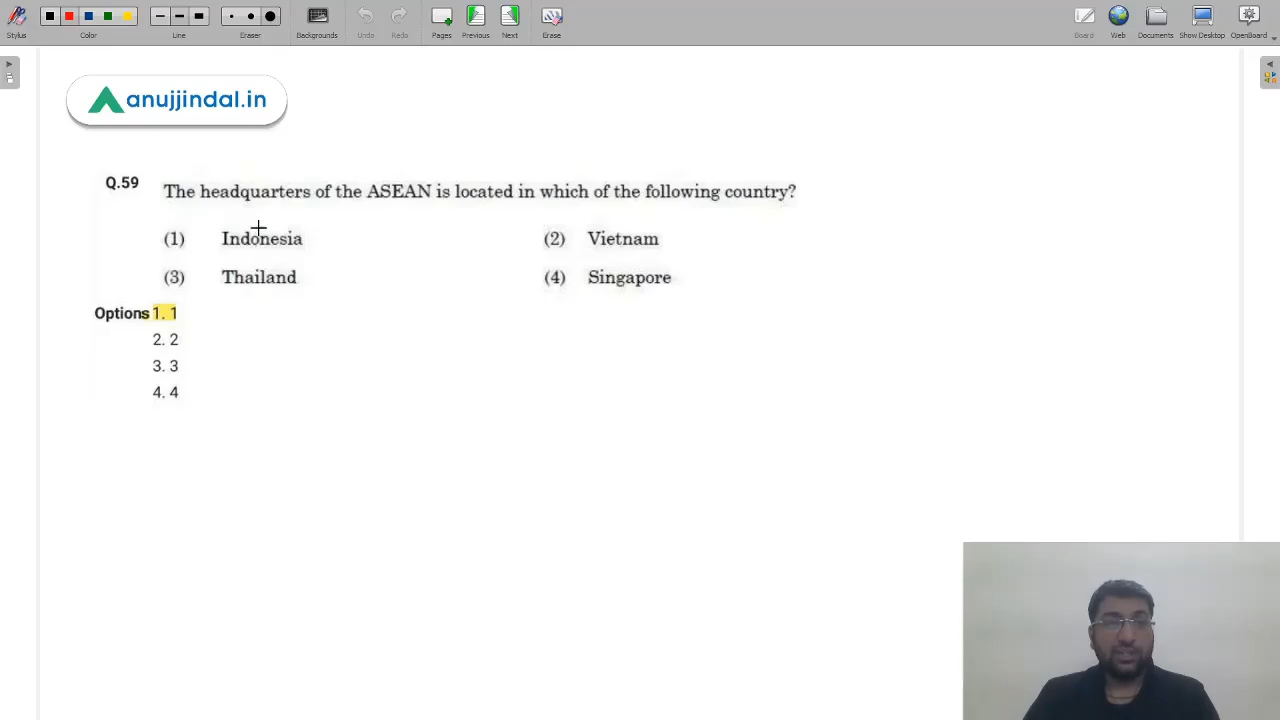 Color Line Eraser
Stylus Backgrounds Undo Redo Pages Previous Next Erase Board Web Documents Show Desktop OpenBoard
anujjindal.in
Q.59 The headquarters of the ASEAN is located in which of the following country?
(1) Indonesia (2) Vietnam
(3) Thailand (4) Singapore
Options 1. 1
2. 2
3. 3
4. 4